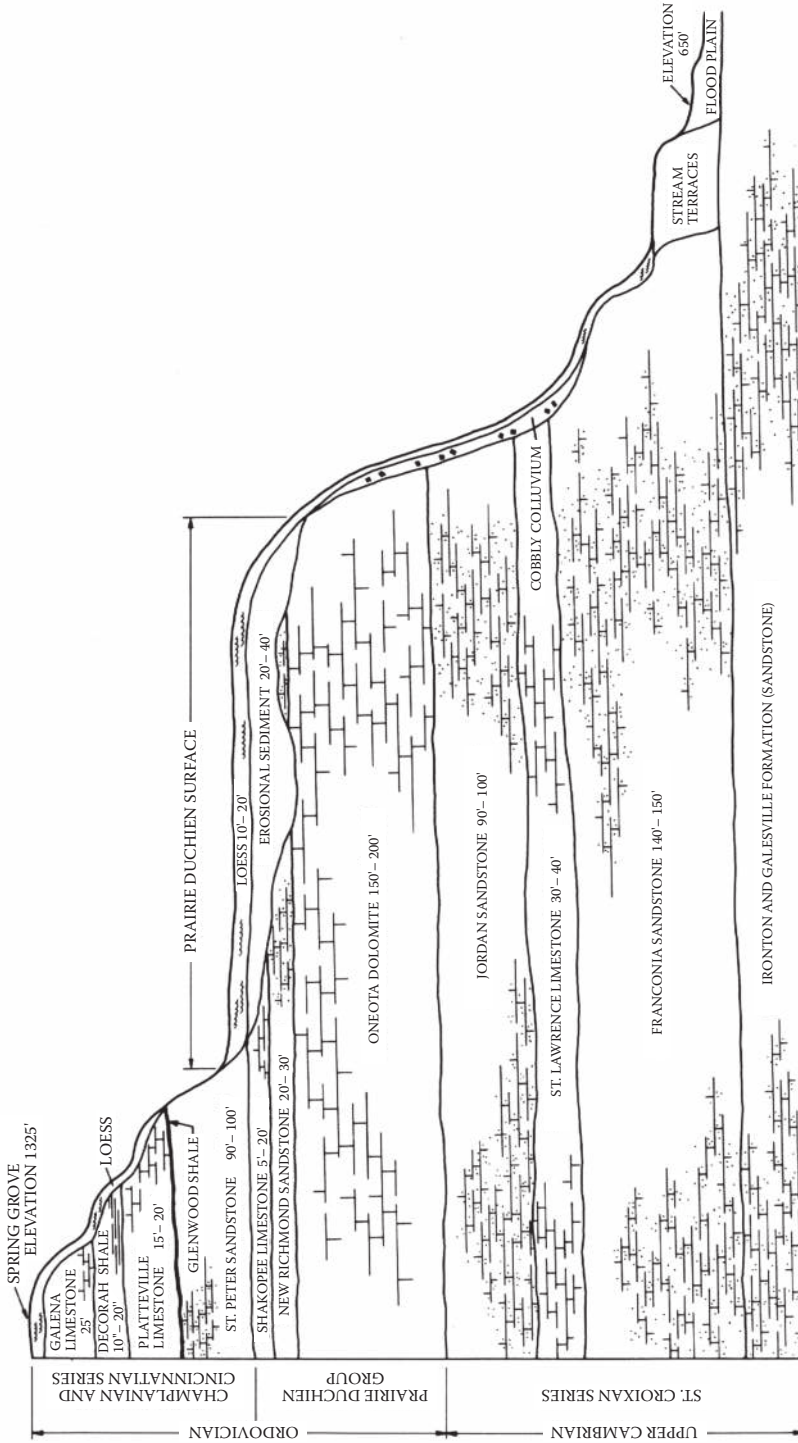 SPRING GROVE
ELEVATION 1325'
GALENA
LIMESTONE
25'
DECORAH SHALE
10"– 20"
LOESS
PLATTEVILLE
LIMESTONE 15'– 20'
GLENWOOD SHALE
ST. PETER SANDSTONE 90'– 100'
SHAKOPEE LIMESTONE 5'– 20'
NEW RICHMOND SANDSTONE 20'– 30'
PRAIRIE DUCHIEN SURFACE
LOESS 10'– 20'
EROSIONAL SEDIMENT 20'– 40'
ONEOTA DOLOMITE 150'– 200'
JORDAN SANDSTONE 90'– 100'
ST. LAWRENCE LIMESTONE 30'– 40'
COBBLY COLLUVIUM
FRANCONIA SANDSTONE 140'– 150'
IRONTON AND GALESVILLE FORMATION (SANDSTONE)
STREAM
TERRACES
ELEVATION
650'
FLOOD PLAIN
CHAMPLANIAN AND
CINCINNATIAN SERIES
PRAIRIE DUCHIEN
GROUP
ST. CROIXAN SERIES
ORDOVICIAN
UPPER CAMBRIAN